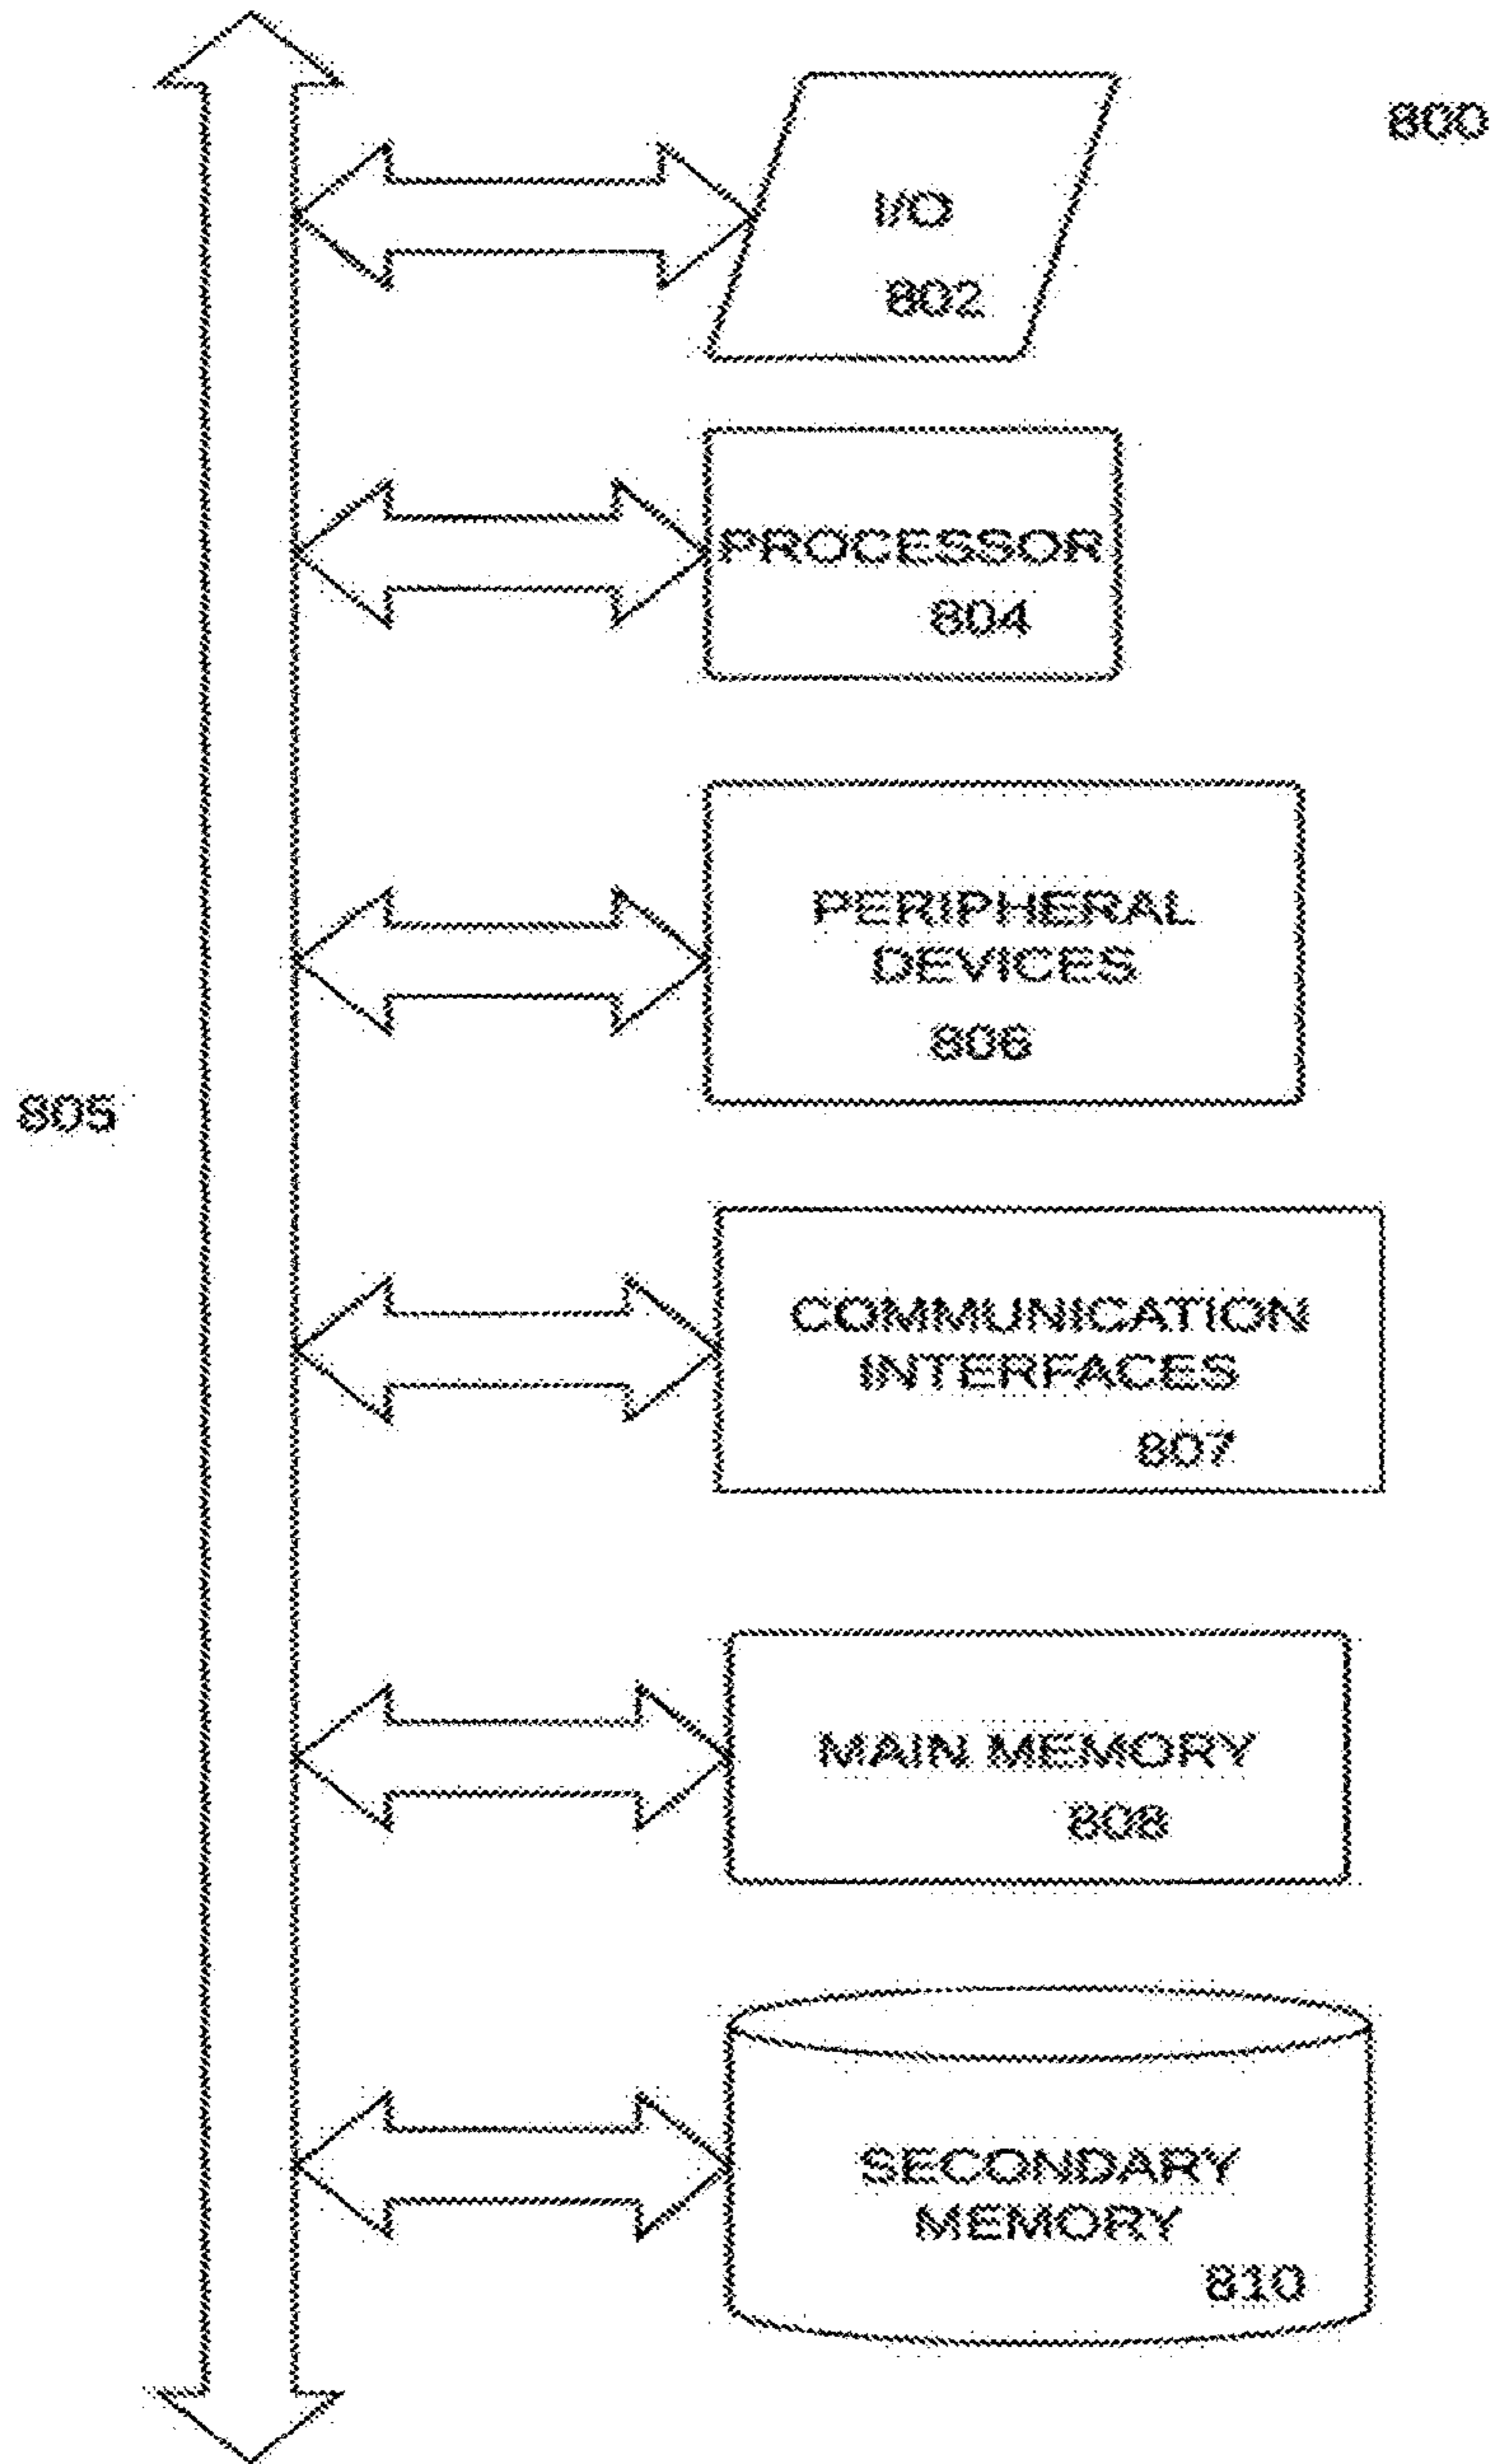 800
I/O
802
PROCESSOR
804
PERIPHERAL
DEVICES
806
805
COMMUNICATION
INTERFACES
807
MAIN MEMORY
808
SECONDARY
MEMORY
810